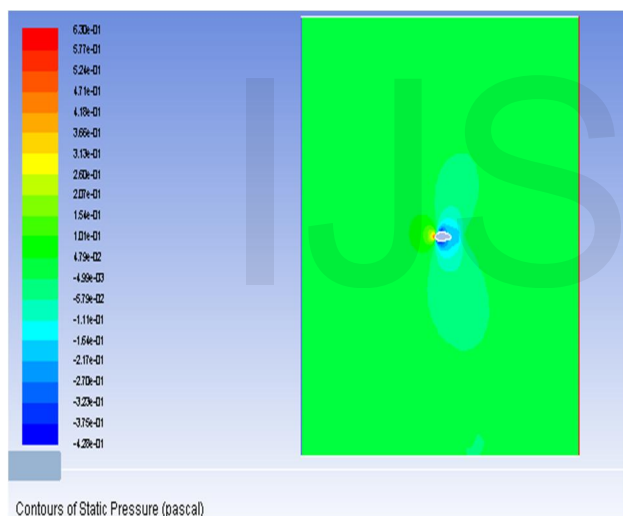 6.30e-01
5.77e-01
5.24e-01
4.71e-01
4.18e-01
3.66e-01
3.13e-01
2.60e-01
2.07e-01
1.54e-01
1.01e-01
4.79e-02
-4.99e-03
-5.79e-02
-1.11e-01
-1.64e-01
-2.17e-01
-2.70e-01
-3.23e-01
-3.75e-01
-4.28e-01
IJS
Contours of Static Pressure (pascal)